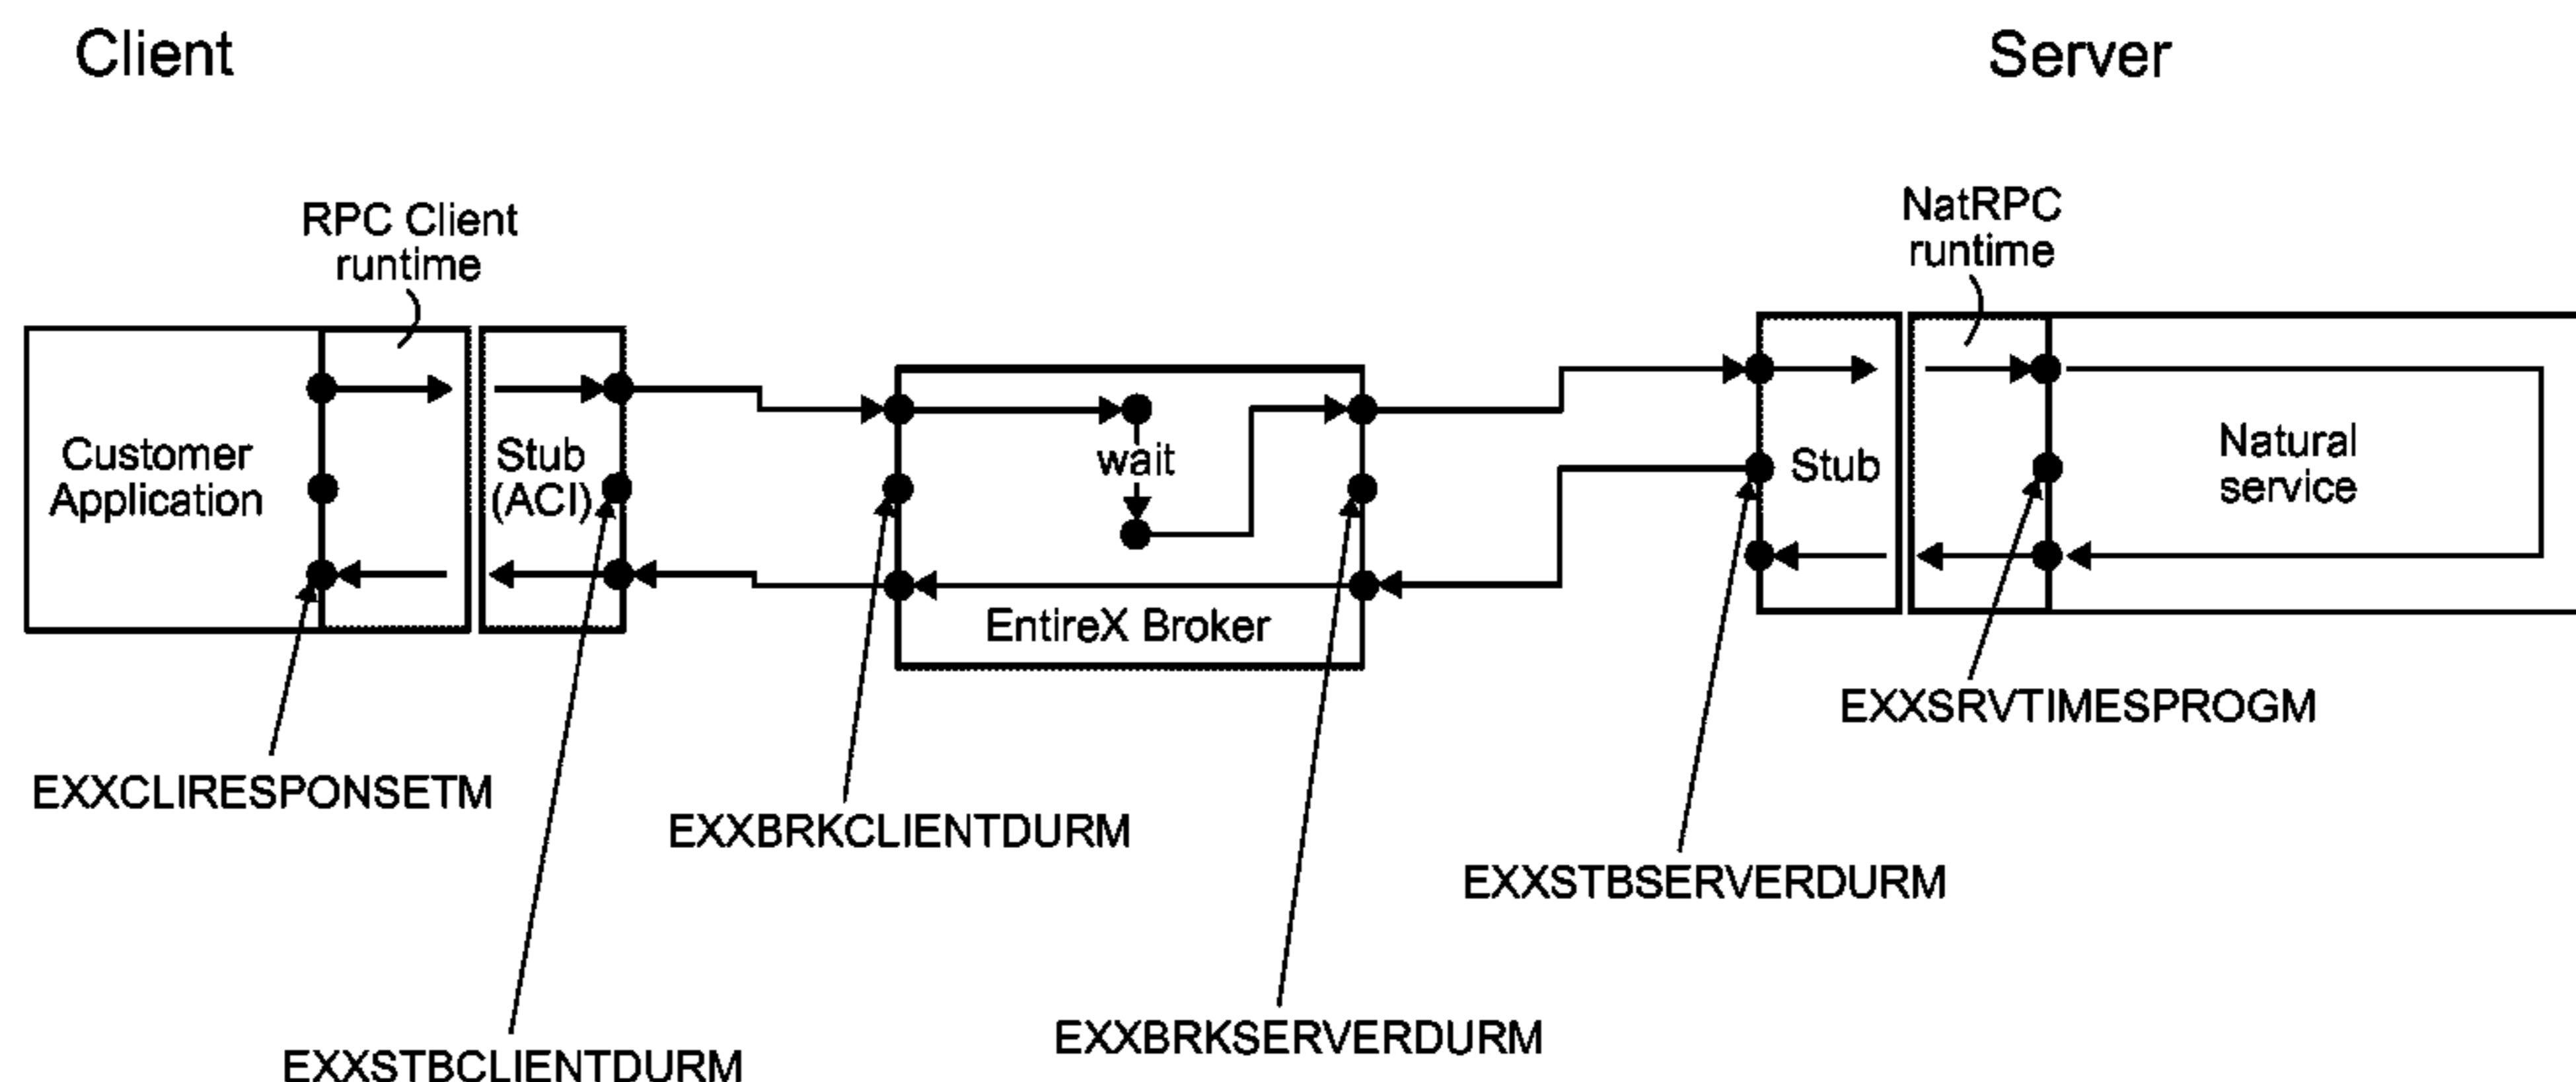 Client
Server
RPC Client
runtime
NatRPC
runtime
Customer
Application
Stub
(ACI)
wait
EntireX Broker
Stub
Natural
service
EXXSRVTIMESPROGM
EXXCLIRESPONSETM
EXXBRKCLIENTDURM
EXXSTBSERVERDURM
EXXBRKSERVERDURM
EXXSTBCLIENTDURM